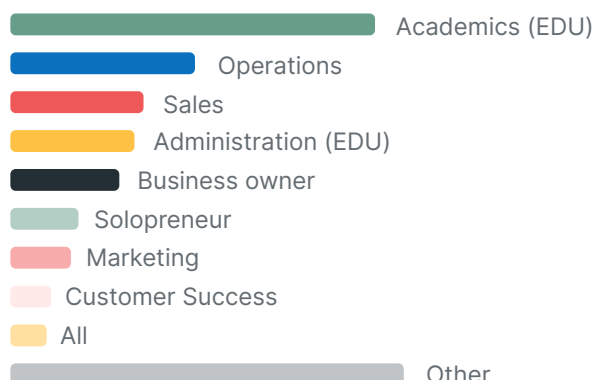 Academics (EDU)
Operations
Sales
Administration (EDU)
Business owner
Solopreneur
Marketing
Customer Success
All
Other